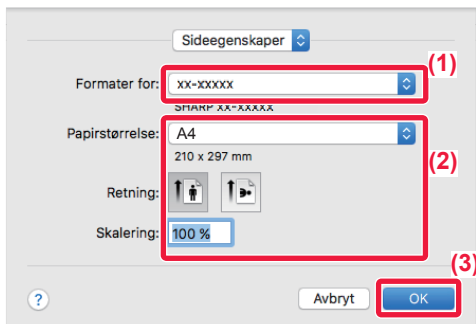 Sideegenskaper
(1)
Formater for: xx-xxxxx
SHARP xx-xxxxx
Papirstørrelse: A4
210 x 297 mm
(2)
Retning:
Skalering: 100 %
(3)
? Avbryt OK